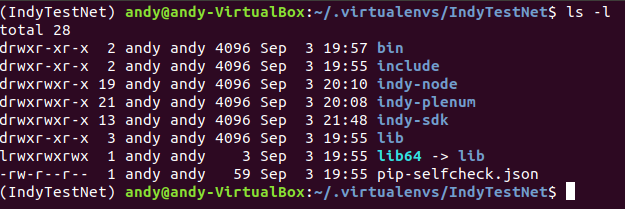 (IndyTestNet) andy@andy-VirtualBox:~/.virtualenvs/IndyTestNet$ ls -l
total 28
drwxr-xr-x  2 andy andy 4096 Sep  3 19:57 bin
drwxr-xr-x  2 andy andy 4096 Sep  3 19:55 include
drwxrwxr-x 19 andy andy 4096 Sep  3 20:10 indy-node
drwxrwxr-x 21 andy andy 4096 Sep  3 20:08 indy-plenum
drwxrwxr-x 13 andy andy 4096 Sep  3 21:48 indy-sdk
drwxr-xr-x  3 andy andy 4096 Sep  3 19:55 lib
lrwxrwxrwx  1 andy andy    3 Sep  3 19:55 lib64 -> lib
-rw-r--r--  1 andy andy   59 Sep  3 19:55 pip-selfcheck.json
(IndyTestNet) andy@andy-VirtualBox:~/.virtualenvs/IndyTestNet$